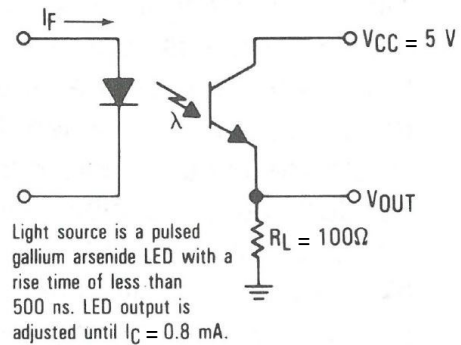 IF
VCC = 5 V
λ
VOUT
RL = 100Ω
Light source is a pulsed
gallium arsenide LED with a
rise time of less than
500 ns. LED output is
adjusted until IC = 0.8 mA.